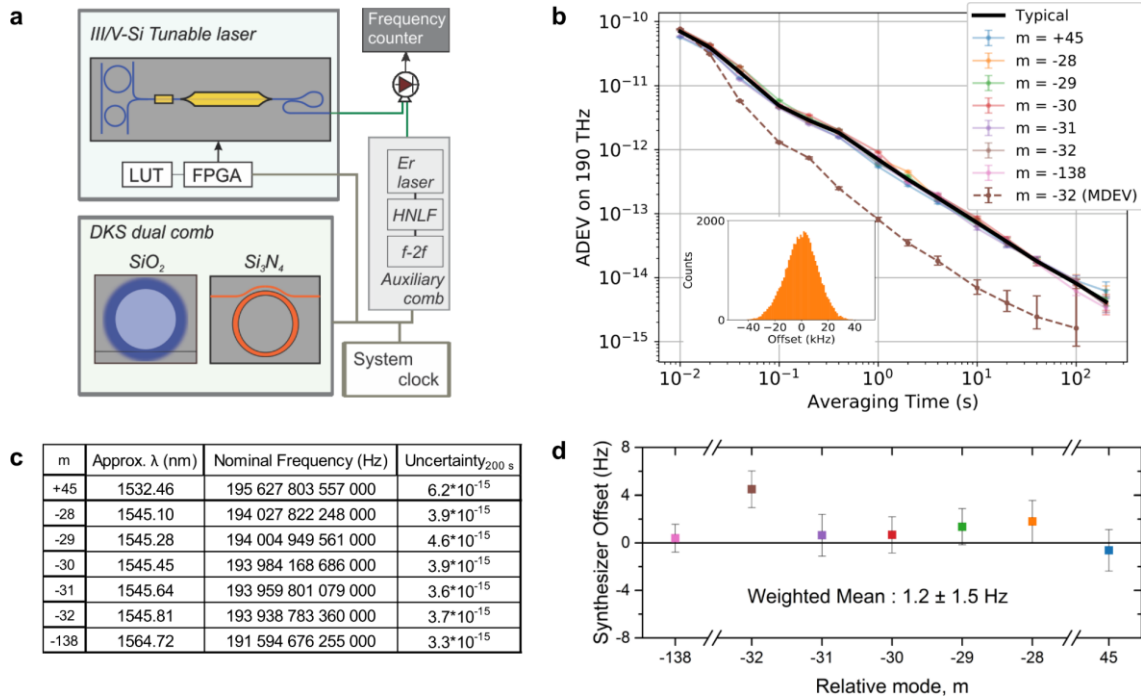 a
III/V-Si Tunable laser
LUT
FPGA
DKS dual comb
SiO₂
Si₃N₄
Frequency
counter
Er
laser
HNLF
f-2f
Auxiliary
comb
System
clock
b
ADEV on 190 THz
10⁻¹⁰
10⁻¹¹
10⁻¹²
10⁻¹³
10⁻¹⁴
10⁻¹⁵
10⁻²
10⁻¹
10⁰
10¹
10²
Averaging Time (s)
Typical
m = +45
m = -28
m = -29
m = -30
m = -31
m = -32
m = -138
m = -32 (MDEV)
2000
Counts
0
−40 −20 0 20 40
Offset (kHz)
c
m Approx. λ (nm) Nominal Frequency (Hz) Uncertainty₂₀₀ ₛ
+45 1532.46 195 627 803 557 000 6.2*10⁻¹⁵
-28 1545.10 194 027 822 248 000 3.9*10⁻¹⁵
-29 1545.28 194 004 949 561 000 4.6*10⁻¹⁵
-30 1545.45 193 984 168 686 000 3.9*10⁻¹⁵
-31 1545.64 193 959 801 079 000 3.6*10⁻¹⁵
-32 1545.81 193 938 783 360 000 3.7*10⁻¹⁵
-138 1564.72 191 594 676 255 000 3.3*10⁻¹⁵
d
Synthesizer Offset (Hz)
8
4
0
-4
-8
Weighted Mean : 1.2 ± 1.5 Hz
-138 -32 -31 -30 -29 -28 45
Relative mode, m